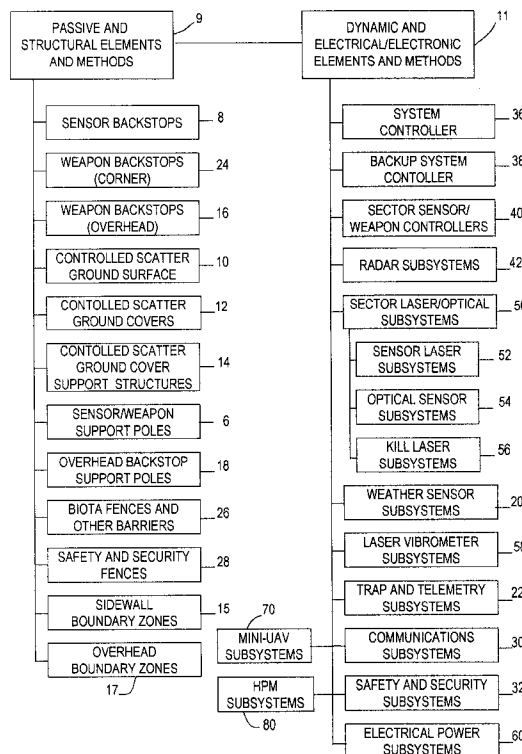 PASSIVE AND
STRUCTURAL ELEMENTS
AND METHODS
9
SENSOR BACKSTOPS
8
WEAPON BACKSTOPS
(CORNER)
24
WEAPON BACKSTOPS
(OVERHEAD)
16
CONTROLLED SCATTER
GROUND SURFACE
10
CONTOLLED SCATTER
GROUND COVERS
12
CONTOLLED SCATTER
GROUND COVER
SUPPORT STRUCTURES
14
SENSOR/WEAPON
SUPPORT POLES
6
OVERHEAD BACKSTOP
SUPPORT POLES
18
BIOTA FENCES AND
OTHER BARRIERS
26
SAFETY AND SECURITY
FENCES
28
SIDEWALL
BOUNDARY ZONES
15
OVERHEAD
BOUNDARY ZONES
17
DYNAMIC AND
ELECTRICAL/ELECTRONIC
ELEMENTS AND METHODS
11
SYSTEM
CONTROLLER
36
BACKUP SYSTEM
CONTOLLER
38
SECTOR SENSOR/
WEAPON CONTROLLERS
40
RADAR SUBSYSTEMS
42
SECTOR LASER/OPTICAL
SUBSYSTEMS
50
SENSOR LASER
SUBSYSTEMS
52
OPTICAL SENSOR
SUBSYSTEMS
54
KILL LASER
SUBSYSTEMS
56
WEATHER SENSOR
SUBSYSTEMS
20
LASER VIBROMETER
SUBSYSTEMS
TRAP AND TELEMETRY
SUBSYSTEMS
22
70
MINI-UAV
SUBSYSTEMS
COMMUNICATIONS
SUBSYSTEMS
30
HPM
SUBSYSTEMS
80
SAFETY AND SECURITY
SUBSYSTEMS
32
ELECTRICAL POWER
SUBSYSTEMS
60